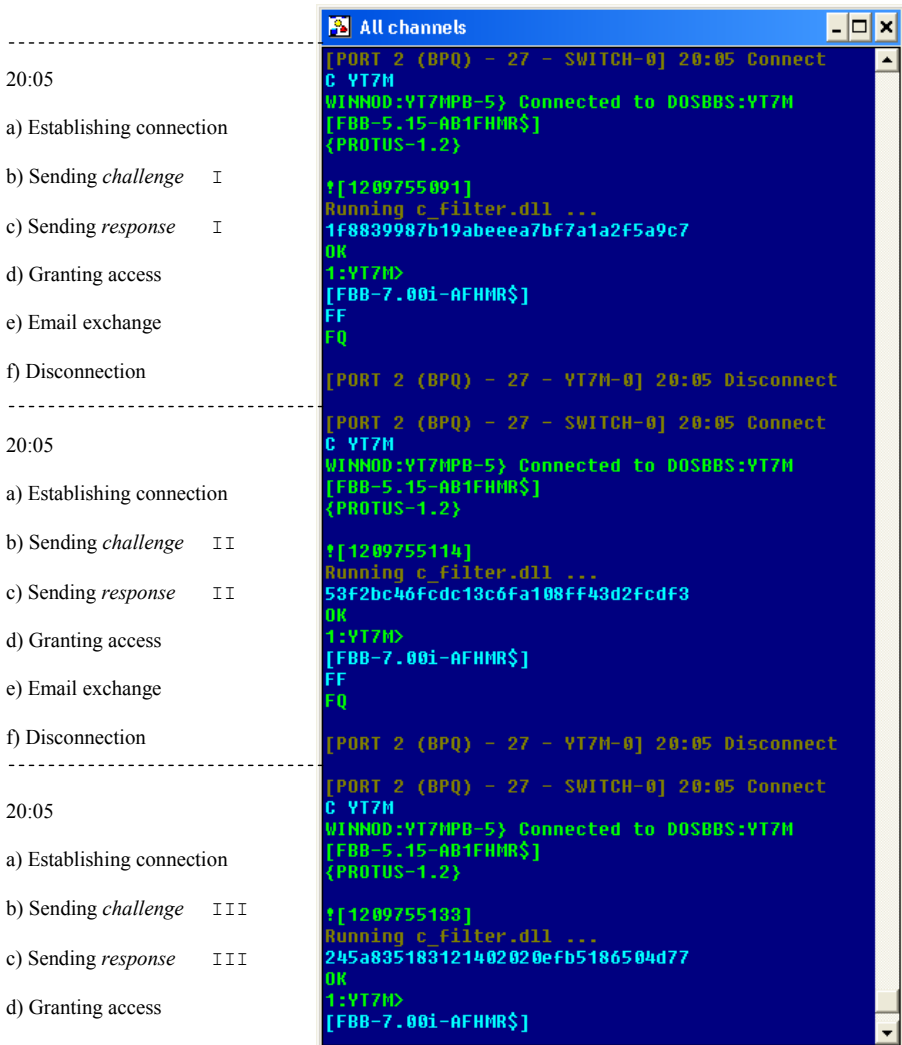 All channels
--------------------------------
20:05
a) Establishing connection
b) Sending challenge I
c) Sending response I
d) Granting access
e) Email exchange
f) Disconnection
--------------------------------
20:05
a) Establishing connection
b) Sending challenge II
c) Sending response II
d) Granting access
e) Email exchange
f) Disconnection
--------------------------------
20:05
a) Establishing connection
b) Sending challenge III
c) Sending response III
d) Granting access
[PORT 2 (BPQ) - 27 - SWITCH-0] 20:05 Connect
C YT7M
WINNOD:YT7MPB-5} Connected to DOSBBS:YT7M
[FBB-5.15-AB1FHMR$]
{PROTUS-1.2}
![1209755091]
Running c_filter.dll ...
1f8839987b19abeeea7bf7a1a2f5a9c7
OK
1:YT7M>
[FBB-7.00i-AFHMR$]
FF
FQ
[PORT 2 (BPQ) - 27 - YT7M-0] 20:05 Disconnect
[PORT 2 (BPQ) - 27 - SWITCH-0] 20:05 Connect
C YT7M
WINNOD:YT7MPB-5} Connected to DOSBBS:YT7M
[FBB-5.15-AB1FHMR$]
{PROTUS-1.2}
![1209755114]
Running c_filter.dll ...
53f2bc46fcdc13c6fa108ff43d2fcdf3
OK
1:YT7M>
[FBB-7.00i-AFHMR$]
FF
FQ
[PORT 2 (BPQ) - 27 - YT7M-0] 20:05 Disconnect
[PORT 2 (BPQ) - 27 - SWITCH-0] 20:05 Connect
C YT7M
WINNOD:YT7MPB-5} Connected to DOSBBS:YT7M
[FBB-5.15-AB1FHMR$]
{PROTUS-1.2}
![1209755133]
Running c_filter.dll ...
245a835183121402020efb5186504d77
OK
1:YT7M>
[FBB-7.00i-AFHMR$]